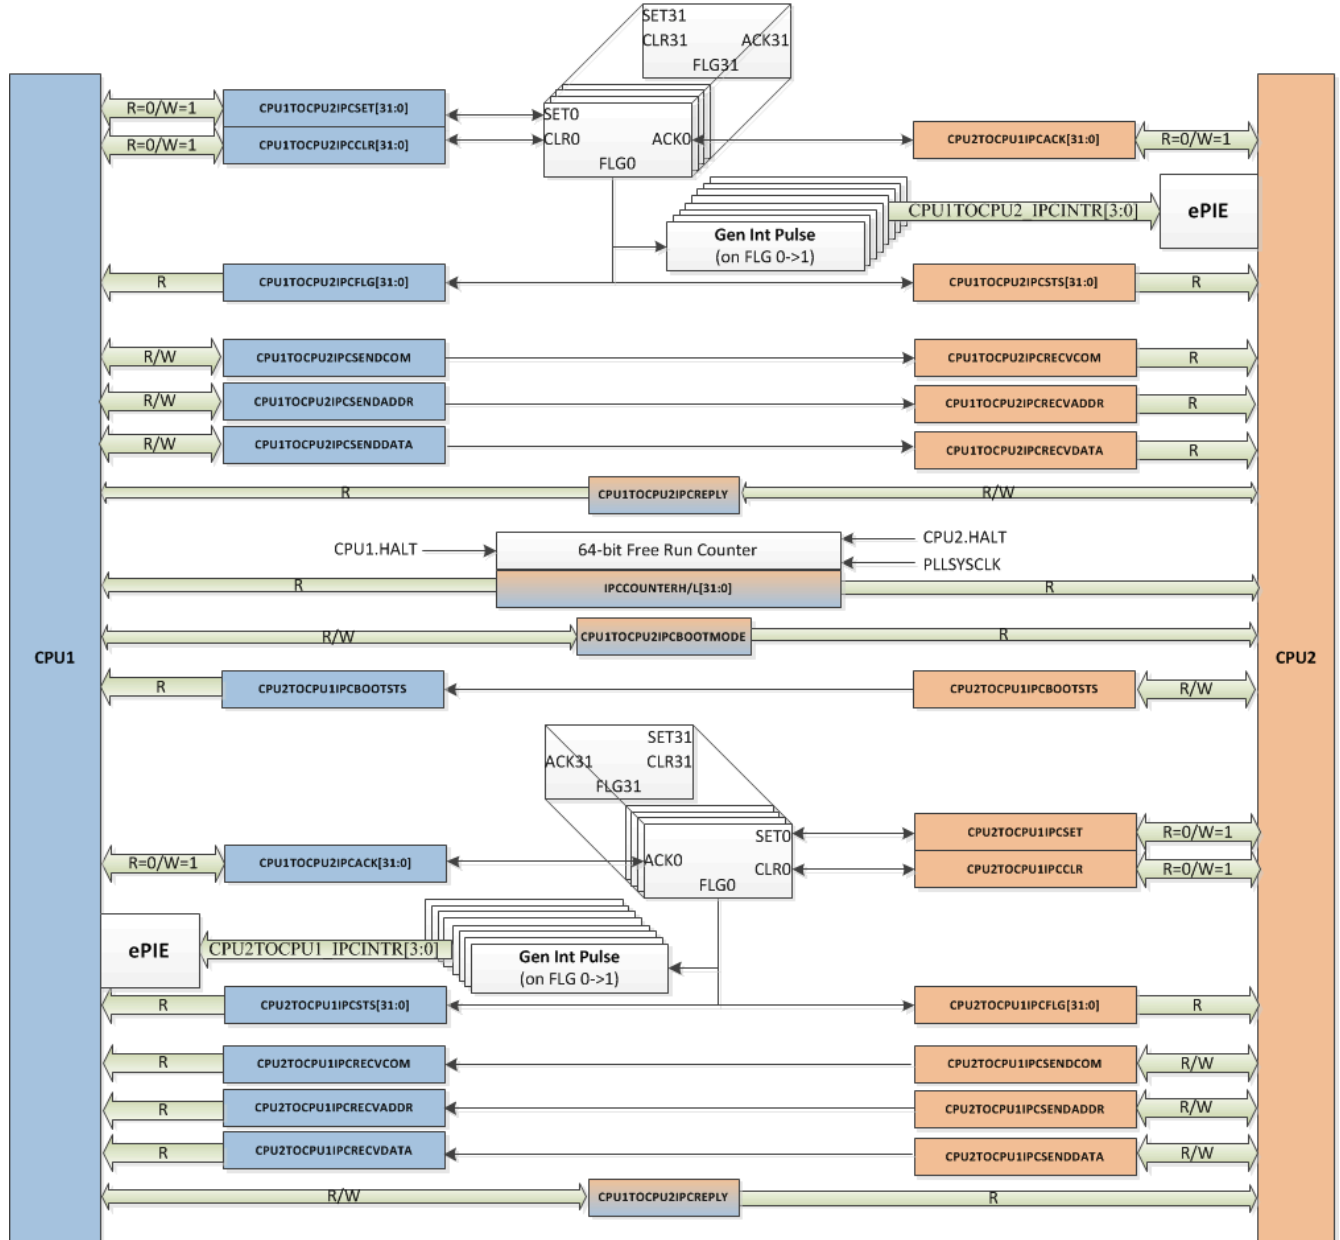 SET31
CLR31 ACK31
FLG31
R=0/W=1 CPU1TOCPU2IPCSET[31:0] SET0
R=0/W=1 CPU1TOCPU2IPCCLR[31:0] CLR0 ACK0 CPU2TOCPU1IPCACK[31:0] R=0/W=1
FLG0
CPU1TOCPU2_IPCINTR[3:0] ePIE
Gen Int Pulse
(on FLG 0->1)
R CPU1TOCPU2IPCFLG[31:0] CPU1TOCPU2IPCSTS[31:0] R
R/W CPU1TOCPU2IPCSENDCOM CPU1TOCPU2IPCRECVCOM R
R/W CPU1TOCPU2IPCSENDADDR CPU1TOCPU2IPCRECVADDR R
R/W CPU1TOCPU2IPCSENDDATA CPU1TOCPU2IPCRECVDATA R
R CPU1TOCPU2IPCREPLY R/W
CPU1.HALT 64-bit Free Run Counter CPU2.HALT
PLLSYSCLK
R IPCCOUNTERH/L[31:0] R
R/W CPU1TOCPU2IPCBOOTMODE R
CPU1 CPU2
R CPU2TOCPU1IPCBOOTSTS CPU2TOCPU1IPCBOOTSTS R/W
SET31
ACK31 CLR31
FLG31
SET0 CPU2TOCPU1IPCSET R=0/W=1
R=0/W=1 CPU1TOCPU2IPCACK[31:0] ACK0 CLR0 CPU2TOCPU1IPCCLR R=0/W=1
FLG0
ePIE CPU2TOCPU1_IPCINTR[3:0] Gen Int Pulse
(on FLG 0->1)
R CPU2TOCPU1IPCSTS[31:0] CPU2TOCPU1IPCFLG[31:0] R
R CPU2TOCPU1IPCRECVCOM CPU2TOCPU1IPCSENDCOM R/W
R CPU2TOCPU1IPCRECVADDR CPU2TOCPU1IPCSENDADDR R/W
R CPU2TOCPU1IPCRECVDATA CPU2TOCPU1IPCSENDDATA R/W
R/W CPU1TOCPU2IPCREPLY R